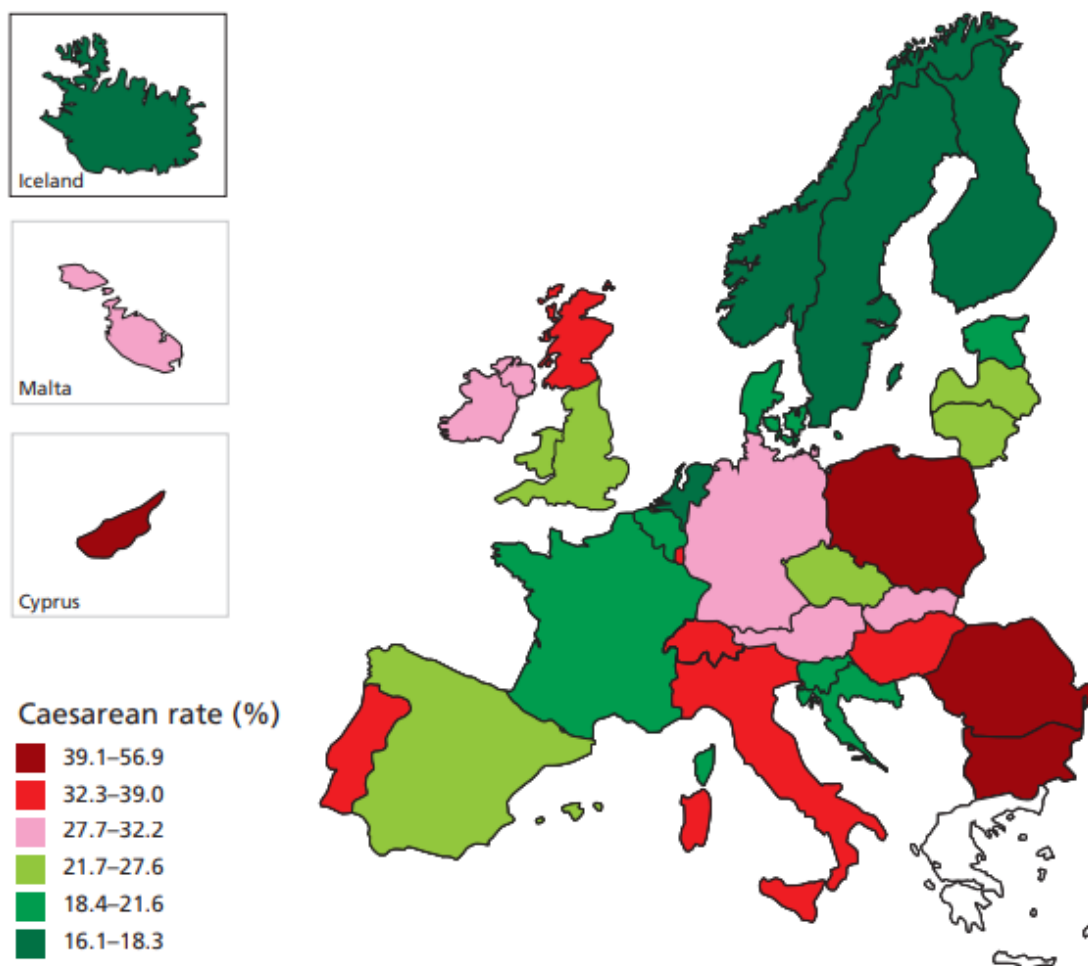 Iceland
Malta
Cyprus
Caesarean rate (%)
39.1–56.9
32.3–39.0
27.7–32.2
21.7–27.6
18.4–21.6
16.1–18.3